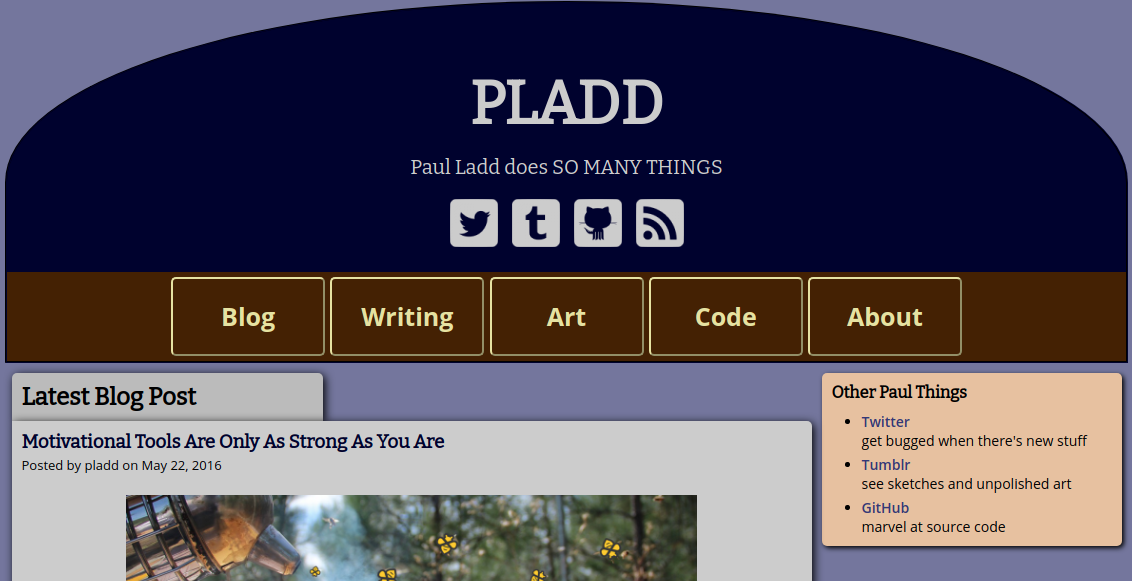 PLADD
Paul Ladd does SO MANY THINGS
Blog
Writing
Art
Code
About
Latest Blog Post
Motivational Tools Are Only As Strong As You Are
Posted by pladd on May 22, 2016
Other Paul Things
Twitter
get bugged when there's new stuff
Tumblr
see sketches and unpolished art
GitHub
marvel at source code